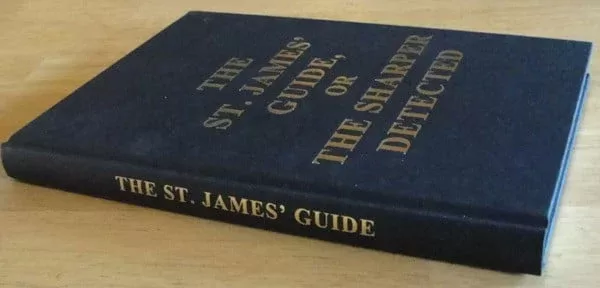 THE
ST. JAMES’
GUIDE,
OR
THE SHARPER
DETECTED
THE ST. JAMES’ GUIDE